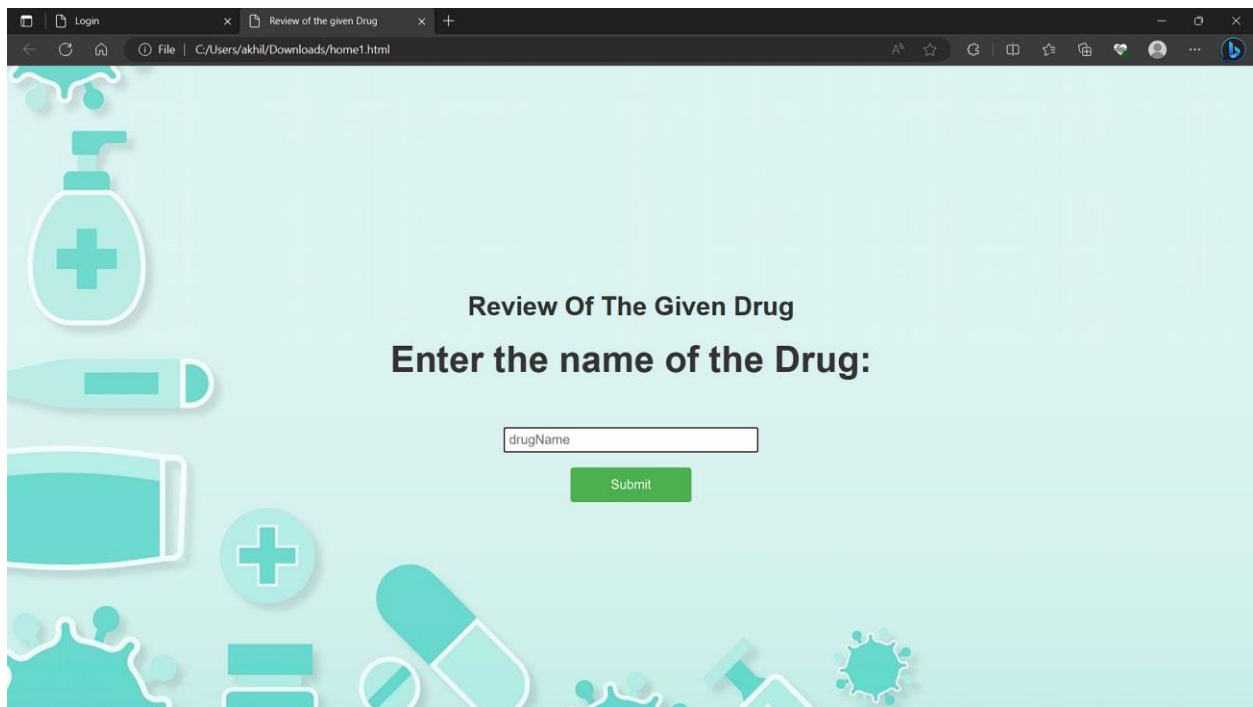 Login
Review of the given Drug
File | C:/Users/akhil/Downloads/home1.html
Review Of The Given Drug
Enter the name of the Drug:
drugName
Submit